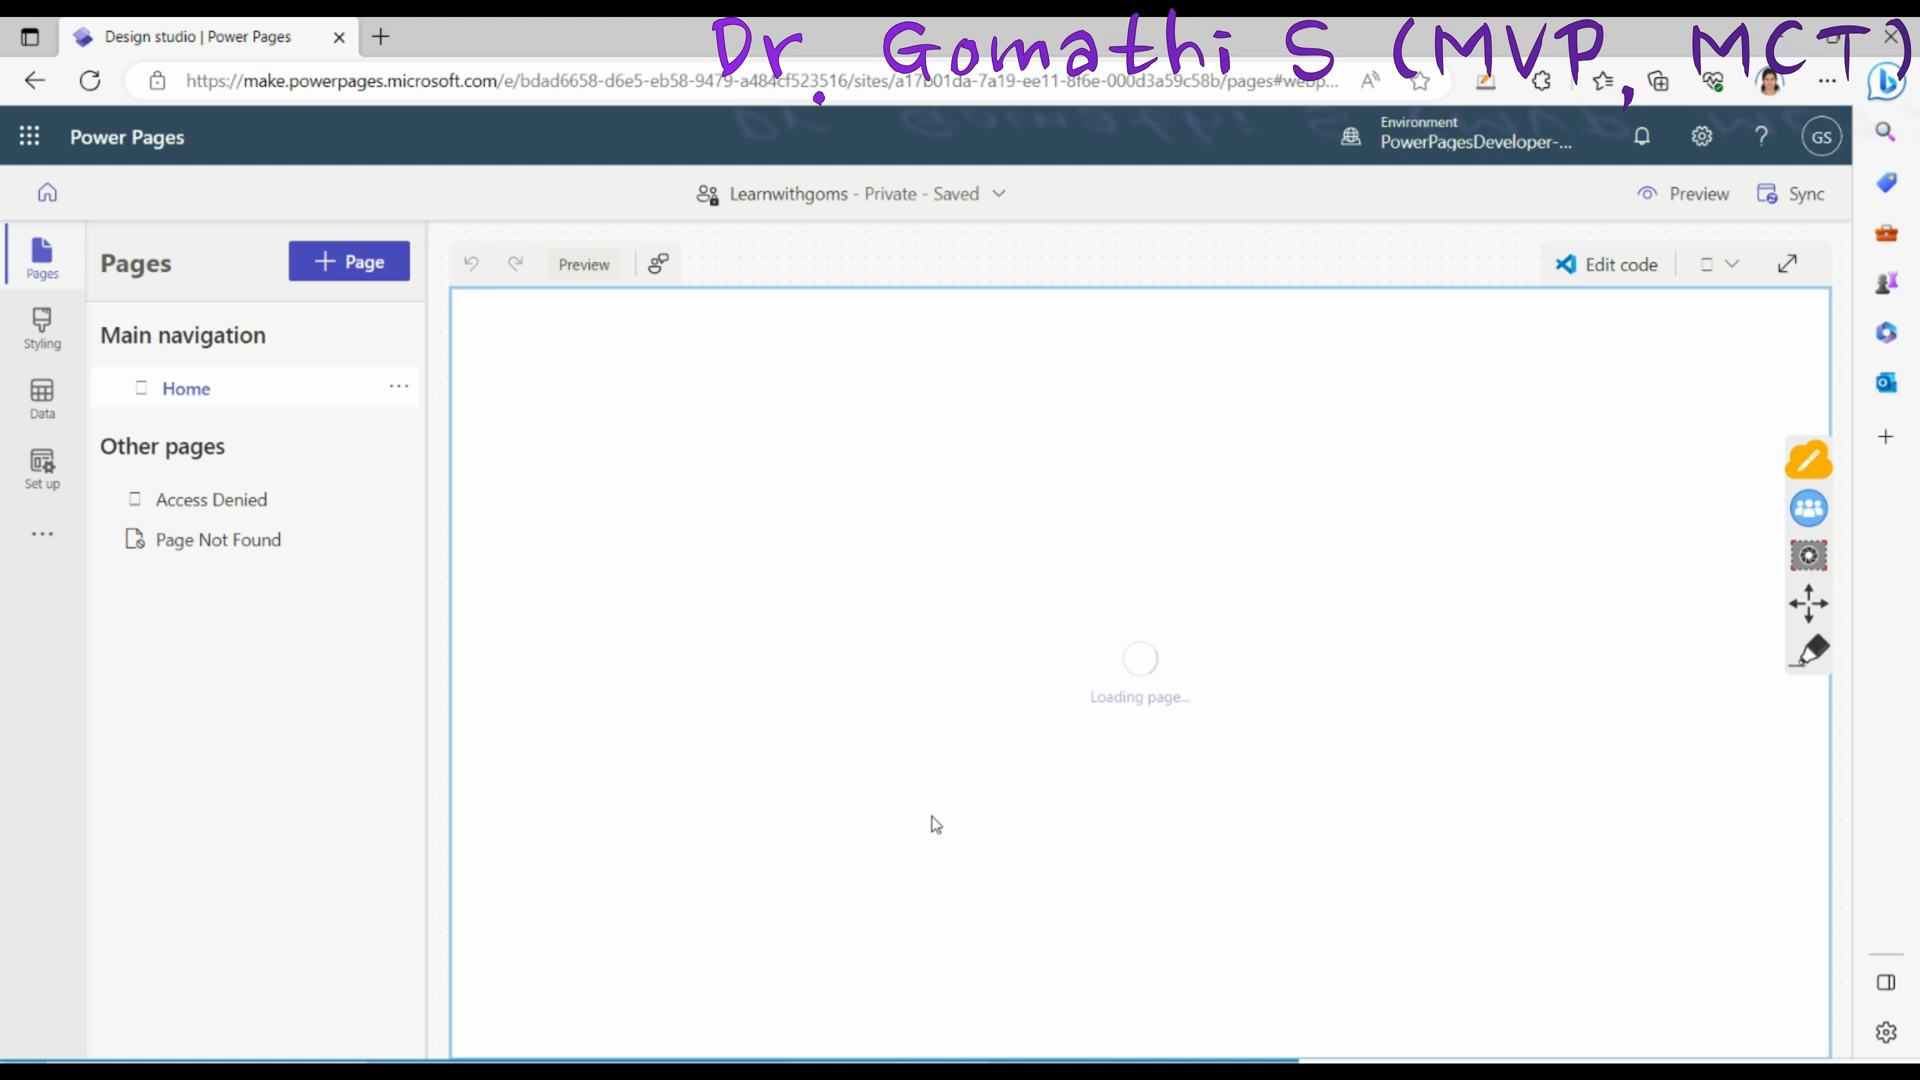 Dr. Gomathi S (MVP, MCT)
Design studio | Power Pages
https://make.powerpages.microsoft.com/e/bdad6658-d6e5-eb58-9479-a484cf523516/sites/a17b01da-7a19-ee11-8f6e-000d3a59c58b/pages#webp...
Power Pages
Environment
PowerPagesDeveloper-...
GS
Learnwithgoms - Private - Saved
Preview
Sync
Pages
Styling
Data
Set up
Pages
+ Page
Main navigation
Home
Other pages
Access Denied
Page Not Found
Preview
Edit code
Loading page...